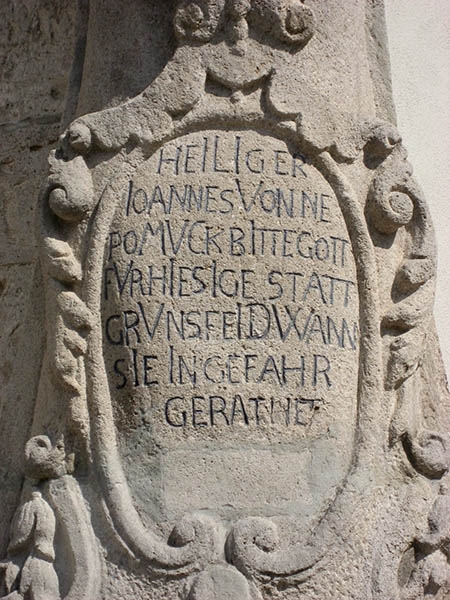 HEILIGER
IOANNES VON NE
POMVCK BITTE GOTT
FVR HIESIGE STATT
GRVNSFELD WANN
SIE IN GEFAHR
GERATHET